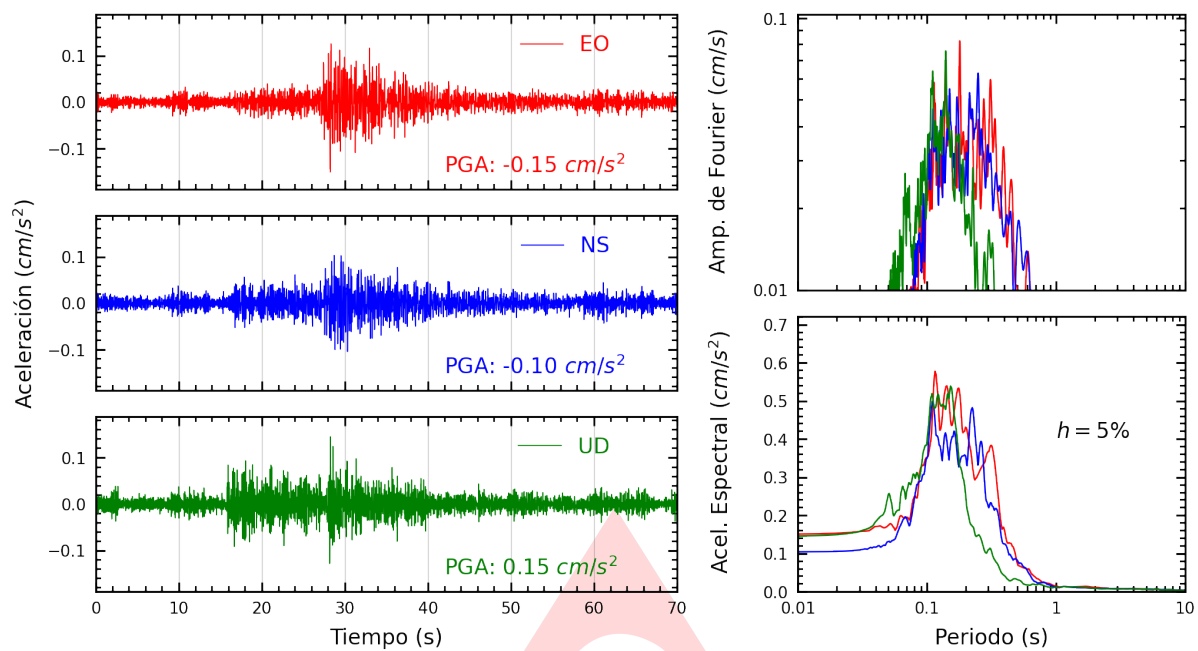 Aceleración (cm/s²)
0.1
0.0
−0.1
EO
PGA: -0.15 cm/s²
0.1
0.0
−0.1
NS
PGA: -0.10 cm/s²
0.1
0.0
−0.1
UD
PGA: 0.15 cm/s²
0 10 20 30 40 50 60 70
Tiempo (s)
Amp. de Fourier (cm/s)
0.1
0.01
Acel. Espectral (cm/s²)
0.7
0.6
0.5
0.4
0.3
0.2
0.1
0.0
h = 5%
0.01 0.1 1 10
Periodo (s)